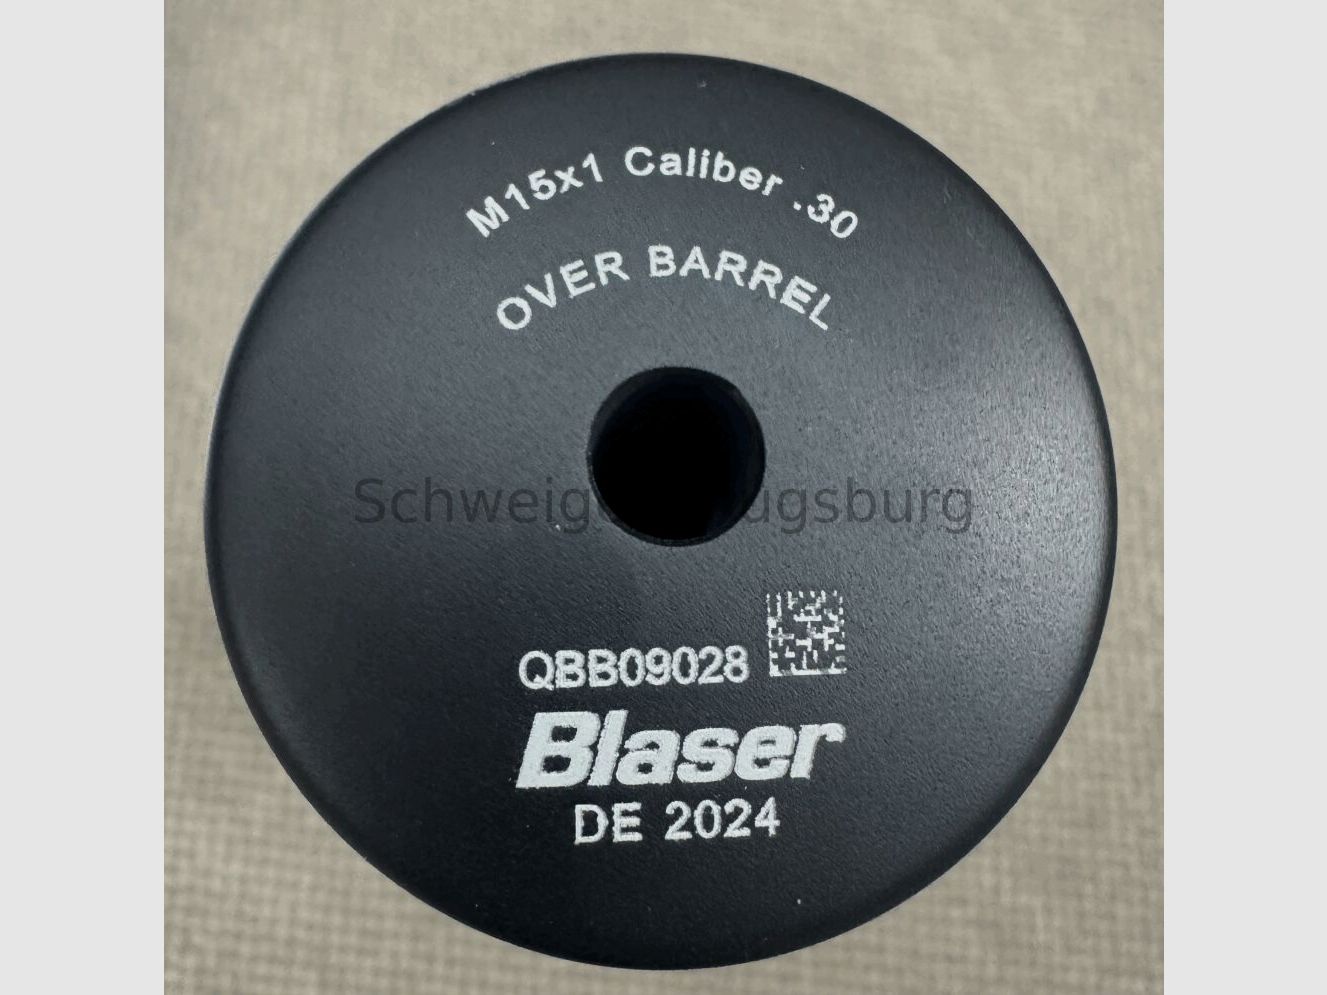 M15x1 Caliber .30
OVER BARREL
QBB09028
Blaser
DE 2024